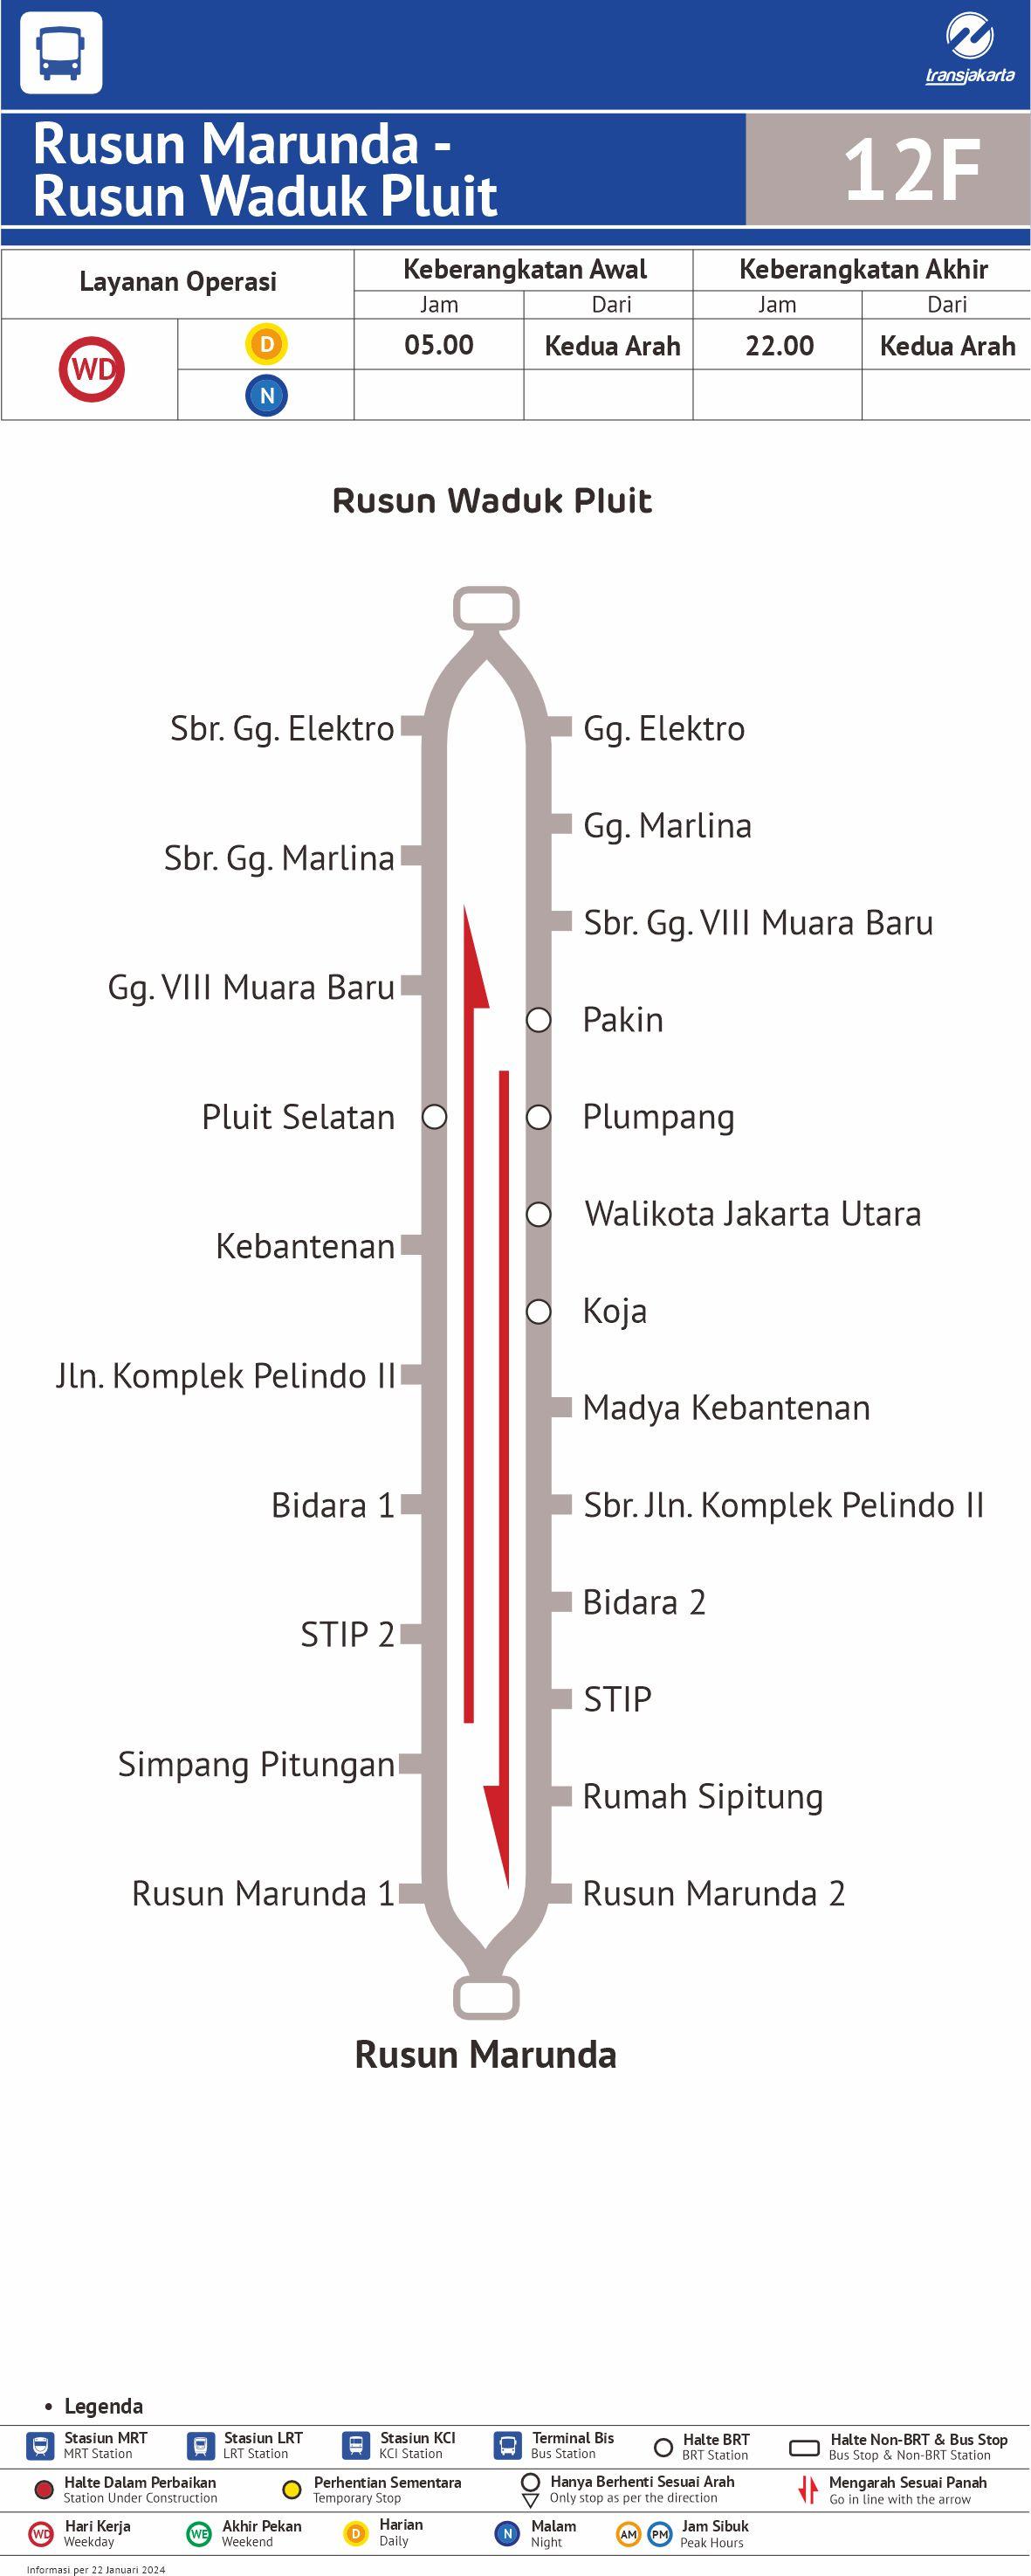 transjakarta
Rusun Marunda -
Rusun Waduk Pluit
12F
Layanan Operasi
Keberangkatan Awal
Keberangkatan Akhir
Jam
Dari
Jam
Dari
WD
D
05.00
Kedua Arah
22.00
Kedua Arah
N
Rusun Waduk Pluit
Sbr. Gg. Elektro
Gg. Elektro
Gg. Marlina
Sbr. Gg. Marlina
Sbr. Gg. VIII Muara Baru
Gg. VIII Muara Baru
Pakin
Pluit Selatan
Plumpang
Walikota Jakarta Utara
Kebantenan
Koja
Jln. Komplek Pelindo II
Madya Kebantenan
Bidara 1
Sbr. Jln. Komplek Pelindo II
Bidara 2
STIP 2
STIP
Simpang Pitungan
Rumah Sipitung
Rusun Marunda 1
Rusun Marunda 2
Rusun Marunda
• Legenda
Stasiun MRT
MRT Station
Stasiun LRT
LRT Station
Stasiun KCI
KCI Station
Terminal Bis
Bus Station
Halte BRT
BRT Station
Halte Non-BRT & Bus Stop
Bus Stop & Non-BRT Station
Halte Dalam Perbaikan
Station Under Construction
Perhentian Sementara
Temporary Stop
Hanya Berhenti Sesuai Arah
Only stop as per the direction
Mengarah Sesuai Panah
Go in line with the arrow
WD
Hari Kerja
Weekday
WE
Akhir Pekan
Weekend
D
Harian
Daily
N
Malam
Night
AM
PM
Jam Sibuk
Peak Hours
Informasi per 22 Januari 2024